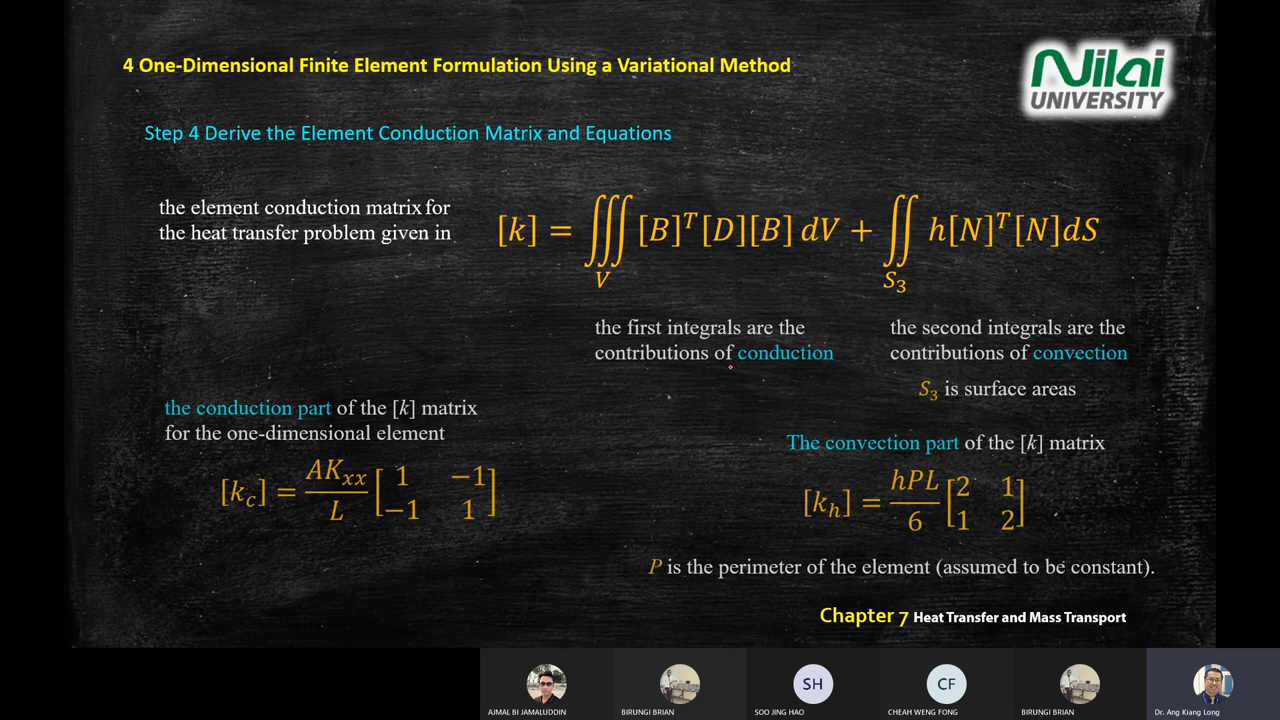 4 One-Dimensional Finite Element Formulation Using a Variational Method
Nilai
UNIVERSITY
Step 4 Derive the Element Conduction Matrix and Equations
the element conduction matrix for
the heat transfer problem given in
[k] = ∭_V [B]^T [D][B] dV + ∬_{S_3} h[N]^T [N]dS
the first integrals are the
contributions of conduction
the second integrals are the
contributions of convection
S_3 is surface areas
the conduction part of the [k] matrix
for the one-dimensional element
[k_c] = AK_{xx}/L [1 −1; −1 1]
The convection part of the [k] matrix
[k_h] = hPL/6 [2 1; 1 2]
P is the perimeter of the element (assumed to be constant).
Chapter 7 Heat Transfer and Mass Transport
SH
CF
AJMAL BI JAMALUDDIN
BIRUNGI BRIAN
SOO JING HAO
CHEAH WENG FONG
BIRUNGI BRIAN
Dr. Ang Kiang Long